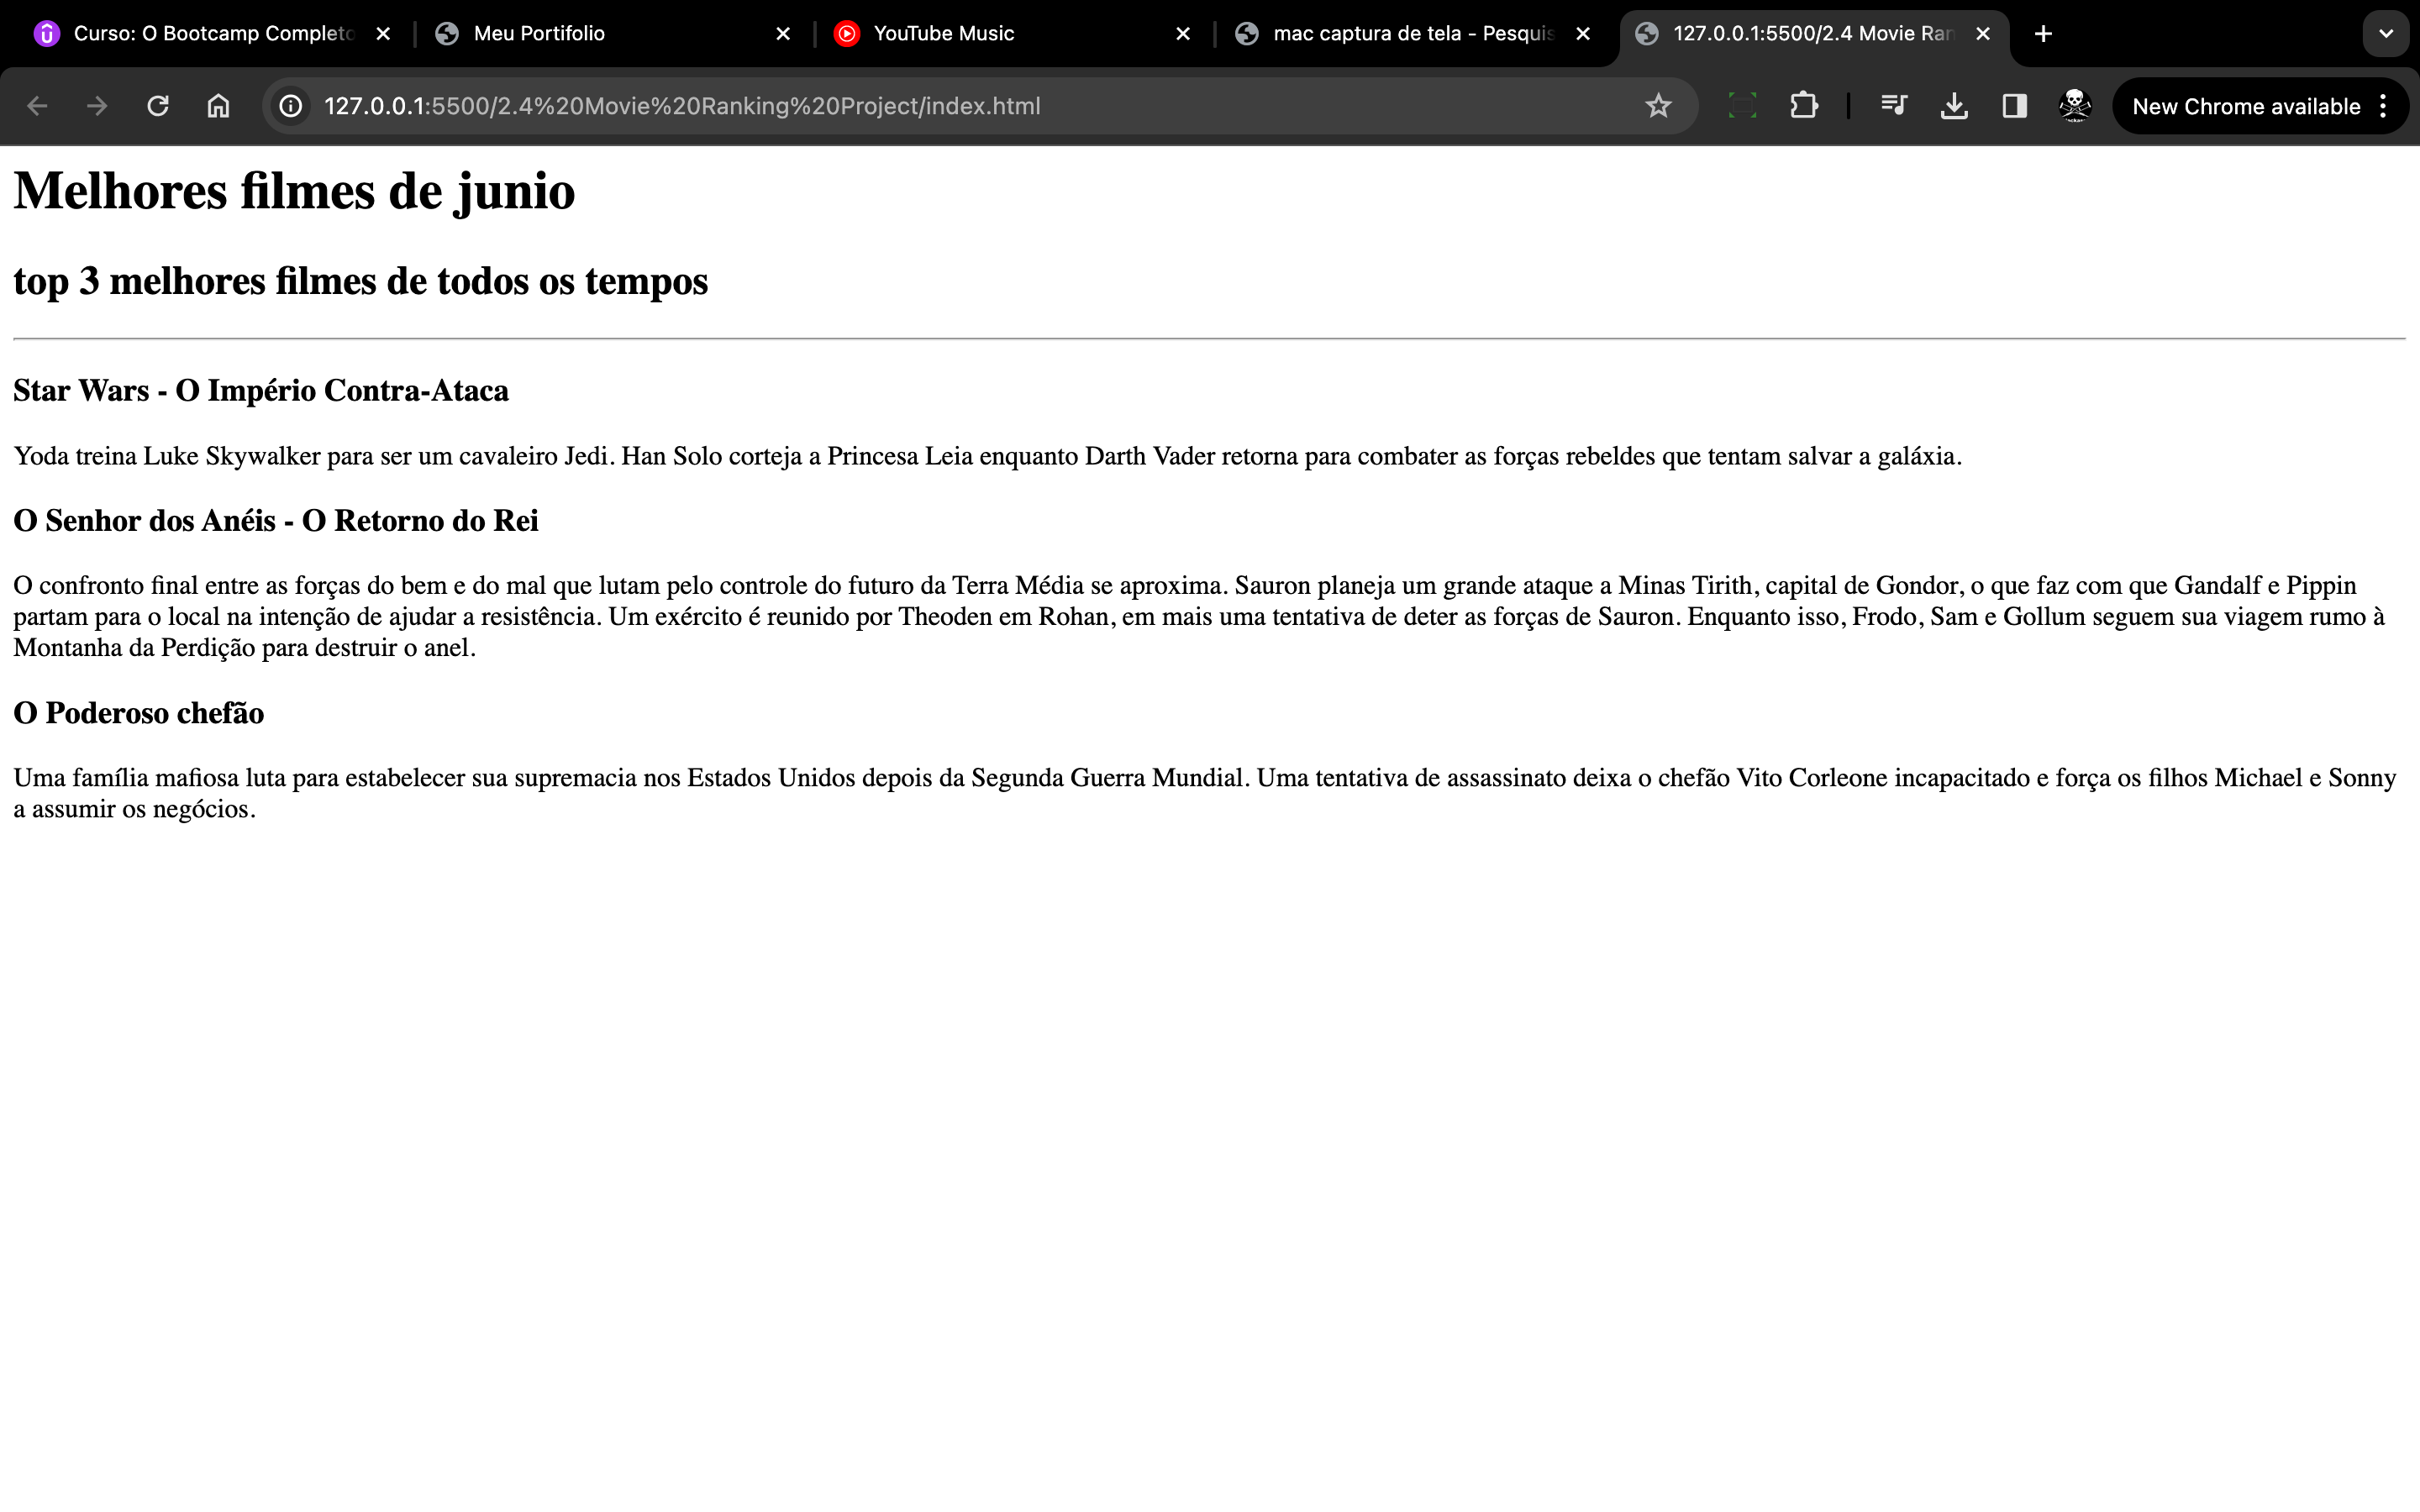 Curso: O Bootcamp Completo
Meu Portifolio
YouTube Music
mac captura de tela - Pesquis
127.0.0.1:5500/2.4 Movie Ran
127.0.0.1:5500/2.4%20Movie%20Ranking%20Project/index.html
New Chrome available
Melhores filmes de junio
top 3 melhores filmes de todos os tempos
Star Wars - O Império Contra-Ataca
Yoda treina Luke Skywalker para ser um cavaleiro Jedi. Han Solo corteja a Princesa Leia enquanto Darth Vader retorna para combater as forças rebeldes que tentam salvar a galáxia.
O Senhor dos Anéis - O Retorno do Rei
O confronto final entre as forças do bem e do mal que lutam pelo controle do futuro da Terra Média se aproxima. Sauron planeja um grande ataque a Minas Tirith, capital de Gondor, o que faz com que Gandalf e Pippin
partam para o local na intenção de ajudar a resistência. Um exército é reunido por Theoden em Rohan, em mais uma tentativa de deter as forças de Sauron. Enquanto isso, Frodo, Sam e Gollum seguem sua viagem rumo à
Montanha da Perdição para destruir o anel.
O Poderoso chefão
Uma família mafiosa luta para estabelecer sua supremacia nos Estados Unidos depois da Segunda Guerra Mundial. Uma tentativa de assassinato deixa o chefão Vito Corleone incapacitado e força os filhos Michael e Sonny
a assumir os negócios.